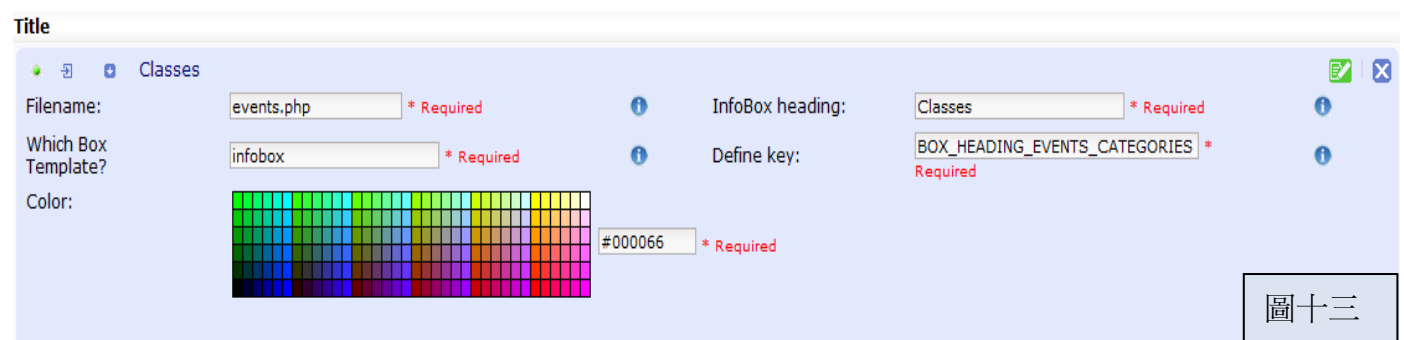 Title
Classes
Filename: events.php * Required InfoBox heading: Classes * Required
Which Box
Template? infobox * Required Define key: BOX_HEADING_EVENTS_CATEGORIES *
Required
Color:
#000066 * Required
圖十三